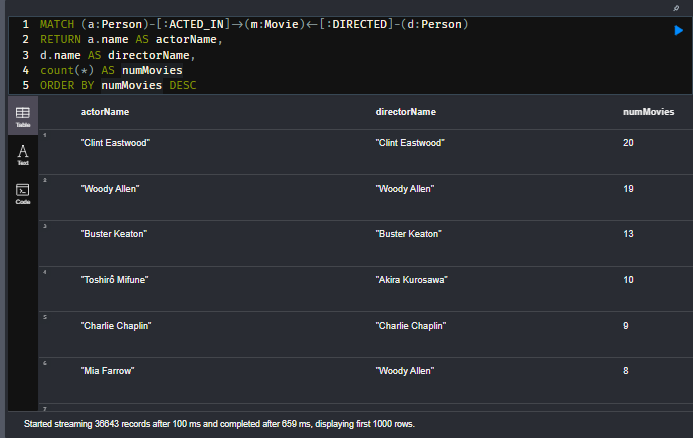 1 MATCH (a:Person)-[:ACTED_IN]->(m:Movie)<-[:DIRECTED]-(d:Person)
2 RETURN a.name AS actorName,
3 d.name AS directorName,
4 count(*) AS numMovies
5 ORDER BY numMovies DESC
Table
Text
Code
actorName directorName numMovies
1 "Clint Eastwood" "Clint Eastwood" 20
2 "Woody Allen" "Woody Allen" 19
3 "Buster Keaton" "Buster Keaton" 13
4 "Toshirô Mifune" "Akira Kurosawa" 10
5 "Charlie Chaplin" "Charlie Chaplin" 9
6 "Mia Farrow" "Woody Allen" 8
7
Started streaming 36643 records after 100 ms and completed after 659 ms, displaying first 1000 rows.